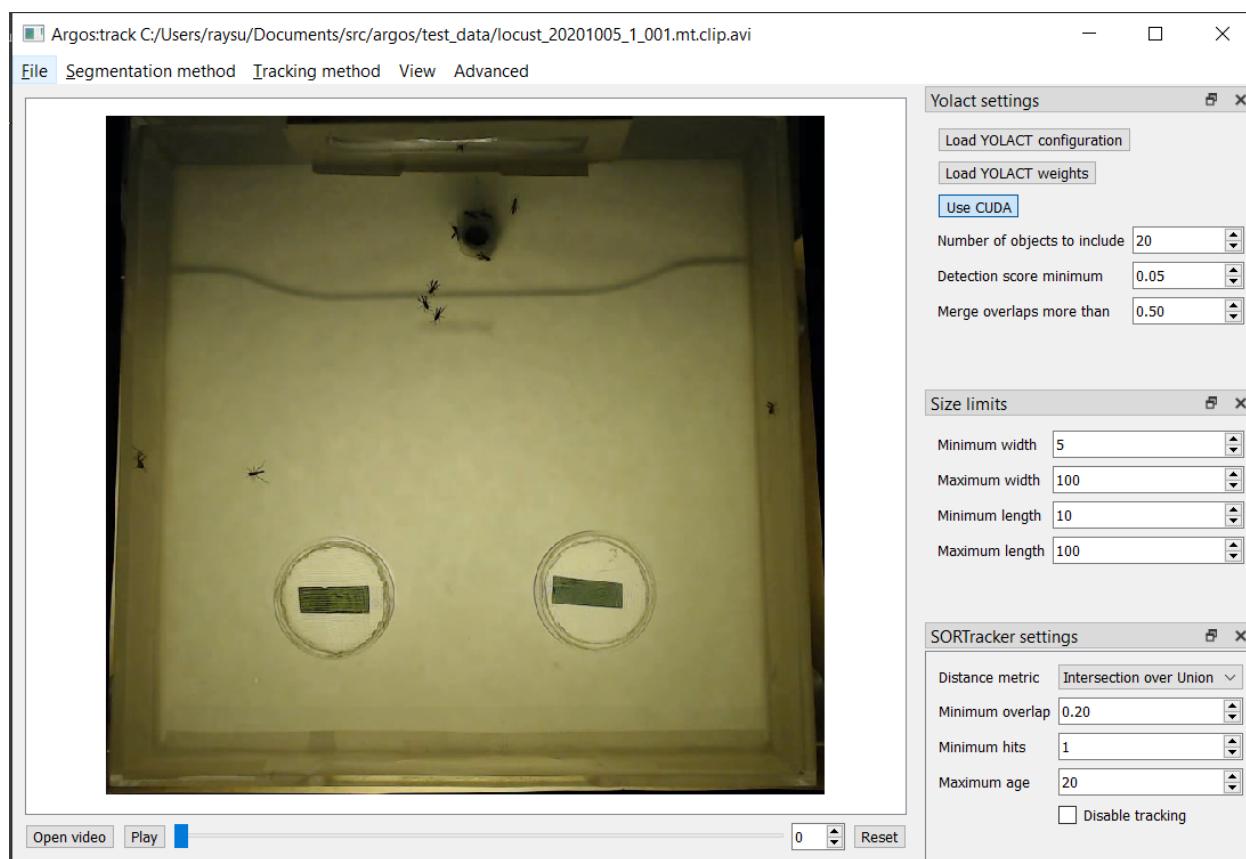 Argos:track C:/Users/raysu/Documents/src/argos/test_data/locust_20201005_1_001.mt.clip.avi
File Segmentation method Tracking method View Advanced
Yolact settings
Load YOLACT configuration
Load YOLACT weights
Use CUDA
Number of objects to include 20
Detection score minimum 0.05
Merge overlaps more than 0.50
Size limits
Minimum width 5
Maximum width 100
Minimum length 10
Maximum length 100
SORTracker settings
Distance metric Intersection over Union
Minimum overlap 0.20
Minimum hits 1
Maximum age 20
Disable tracking
Open video Play 0 Reset